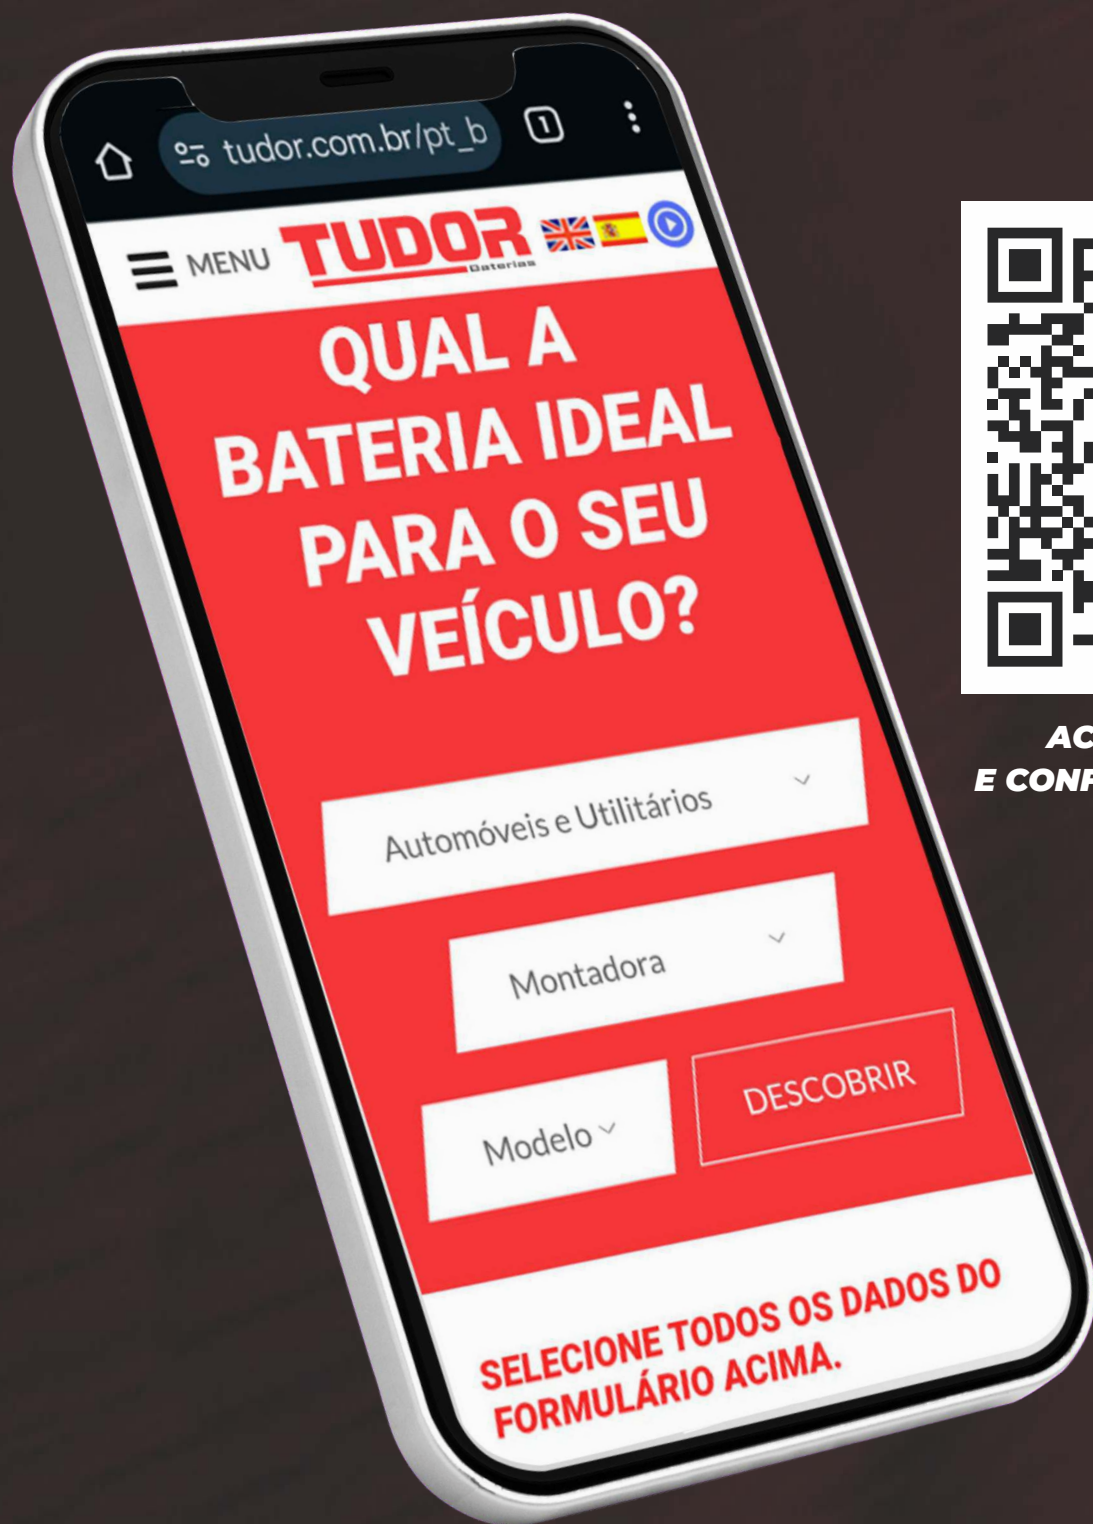 tudor.com.br/pt_b
1
MENU
TUDOR
Baterias
QUAL A
BATERIA IDEAL
PARA O SEU
VEÍCULO?
Automóveis e Utilitários
Montadora
Modelo
DESCOBRIR
SELECIONE TODOS OS DADOS DO
FORMULÁRIO ACIMA.
E